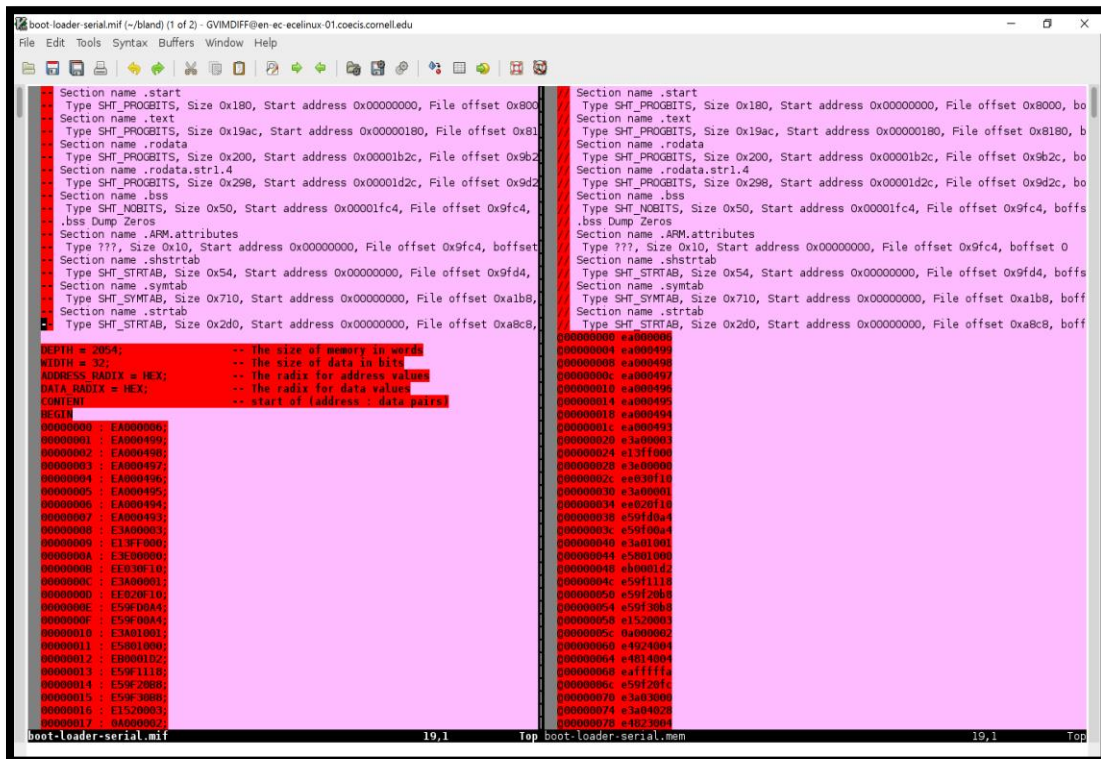 boot-loader-serial.mif (~/bland) (1 of 2) - GVIMDIFF@en-ec-ecelinux-01.coecis.cornell.edu
File Edit Tools Syntax Buffers Window Help
-- Section name .start
-- Type SHT_PROGBITS, Size 0x180, Start address 0x00000000, File offset 0x800
-- Section name .text
-- Type SHT_PROGBITS, Size 0x19ac, Start address 0x00000180, File offset 0x81
-- Section name .rodata
-- Type SHT_PROGBITS, Size 0x200, Start address 0x00001b2c, File offset 0x9b2
-- Section name .rodata.str1.4
-- Type SHT_PROGBITS, Size 0x298, Start address 0x00001d2c, File offset 0x9d2
-- Section name .bss
-- Type SHT_NOBITS, Size 0x50, Start address 0x00001fc4, File offset 0x9fc4,
-- .bss Dump Zeros
-- Section name .ARM.attributes
-- Type ???, Size 0x10, Start address 0x00000000, File offset 0x9fc4, boffset
-- Section name .shstrtab
-- Type SHT_STRTAB, Size 0x54, Start address 0x00000000, File offset 0x9fd4,
-- Section name .symtab
-- Type SHT_SYMTAB, Size 0x710, Start address 0x00000000, File offset 0xa1b8,
-- Section name .strtab
-- Type SHT_STRTAB, Size 0x2d0, Start address 0x00000000, File offset 0xa8c8,
DEPTH = 2054; -- The size of memory in words
WIDTH = 32; -- The size of data in bits
ADDRESS_RADIX = HEX; -- The radix for address values
DATA_RADIX = HEX; -- The radix for data values
CONTENT -- start of (address : data pairs)
BEGIN
00000000 : EA000006;
00000001 : EA000499;
00000002 : EA000498;
00000003 : EA000497;
00000004 : EA000496;
00000005 : EA000495;
00000006 : EA000494;
00000007 : EA000493;
00000008 : E3A00003;
00000009 : E13FF000;
0000000A : E3E00000;
0000000B : EE030F10;
0000000C : E3A00001;
0000000D : EE020F10;
0000000E : E59FD0A4;
0000000F : E59F00A4;
00000010 : E3A01001;
00000011 : E5801000;
00000012 : EB0001D2;
00000013 : E59F1118;
00000014 : E59F20B8;
00000015 : E59F30B8;
00000016 : E1520003;
00000017 : 0A000002;
boot-loader-serial.mif 19,1 Top
// Section name .start
// Type SHT_PROGBITS, Size 0x180, Start address 0x00000000, File offset 0x8000, bo
// Section name .text
// Type SHT_PROGBITS, Size 0x19ac, Start address 0x00000180, File offset 0x8180, b
// Section name .rodata
// Type SHT_PROGBITS, Size 0x200, Start address 0x00001b2c, File offset 0x9b2c, bo
// Section name .rodata.str1.4
// Type SHT_PROGBITS, Size 0x298, Start address 0x00001d2c, File offset 0x9d2c, bo
// Section name .bss
// Type SHT_NOBITS, Size 0x50, Start address 0x00001fc4, File offset 0x9fc4, boffs
// .bss Dump Zeros
// Section name .ARM.attributes
// Type ???, Size 0x10, Start address 0x00000000, File offset 0x9fc4, boffset 0
// Section name .shstrtab
// Type SHT_STRTAB, Size 0x54, Start address 0x00000000, File offset 0x9fd4, boffs
// Section name .symtab
// Type SHT_SYMTAB, Size 0x710, Start address 0x00000000, File offset 0xa1b8, boff
// Section name .strtab
// Type SHT_STRTAB, Size 0x2d0, Start address 0x00000000, File offset 0xa8c8, boff
@00000000 ea000006
@00000004 ea000499
@00000008 ea000498
@0000000c ea000497
@00000010 ea000496
@00000014 ea000495
@00000018 ea000494
@0000001c ea000493
@00000020 e3a00003
@00000024 e13ff000
@00000028 e3e00000
@0000002c ee030f10
@00000030 e3a00001
@00000034 ee020f10
@00000038 e59fd0a4
@0000003c e59f00a4
@00000040 e3a01001
@00000044 e5801000
@00000048 eb0001d2
@0000004c e59f1118
@00000050 e59f20b8
@00000054 e59f30b8
@00000058 e1520003
@0000005c 0a000002
@00000060 e4924004
@00000064 e4814004
@00000068 eafffffa
@0000006c e59f20fc
@00000070 e3a03000
@00000074 e3a04028
@00000078 e4823004
boot-loader-serial.mem 19,1 Top